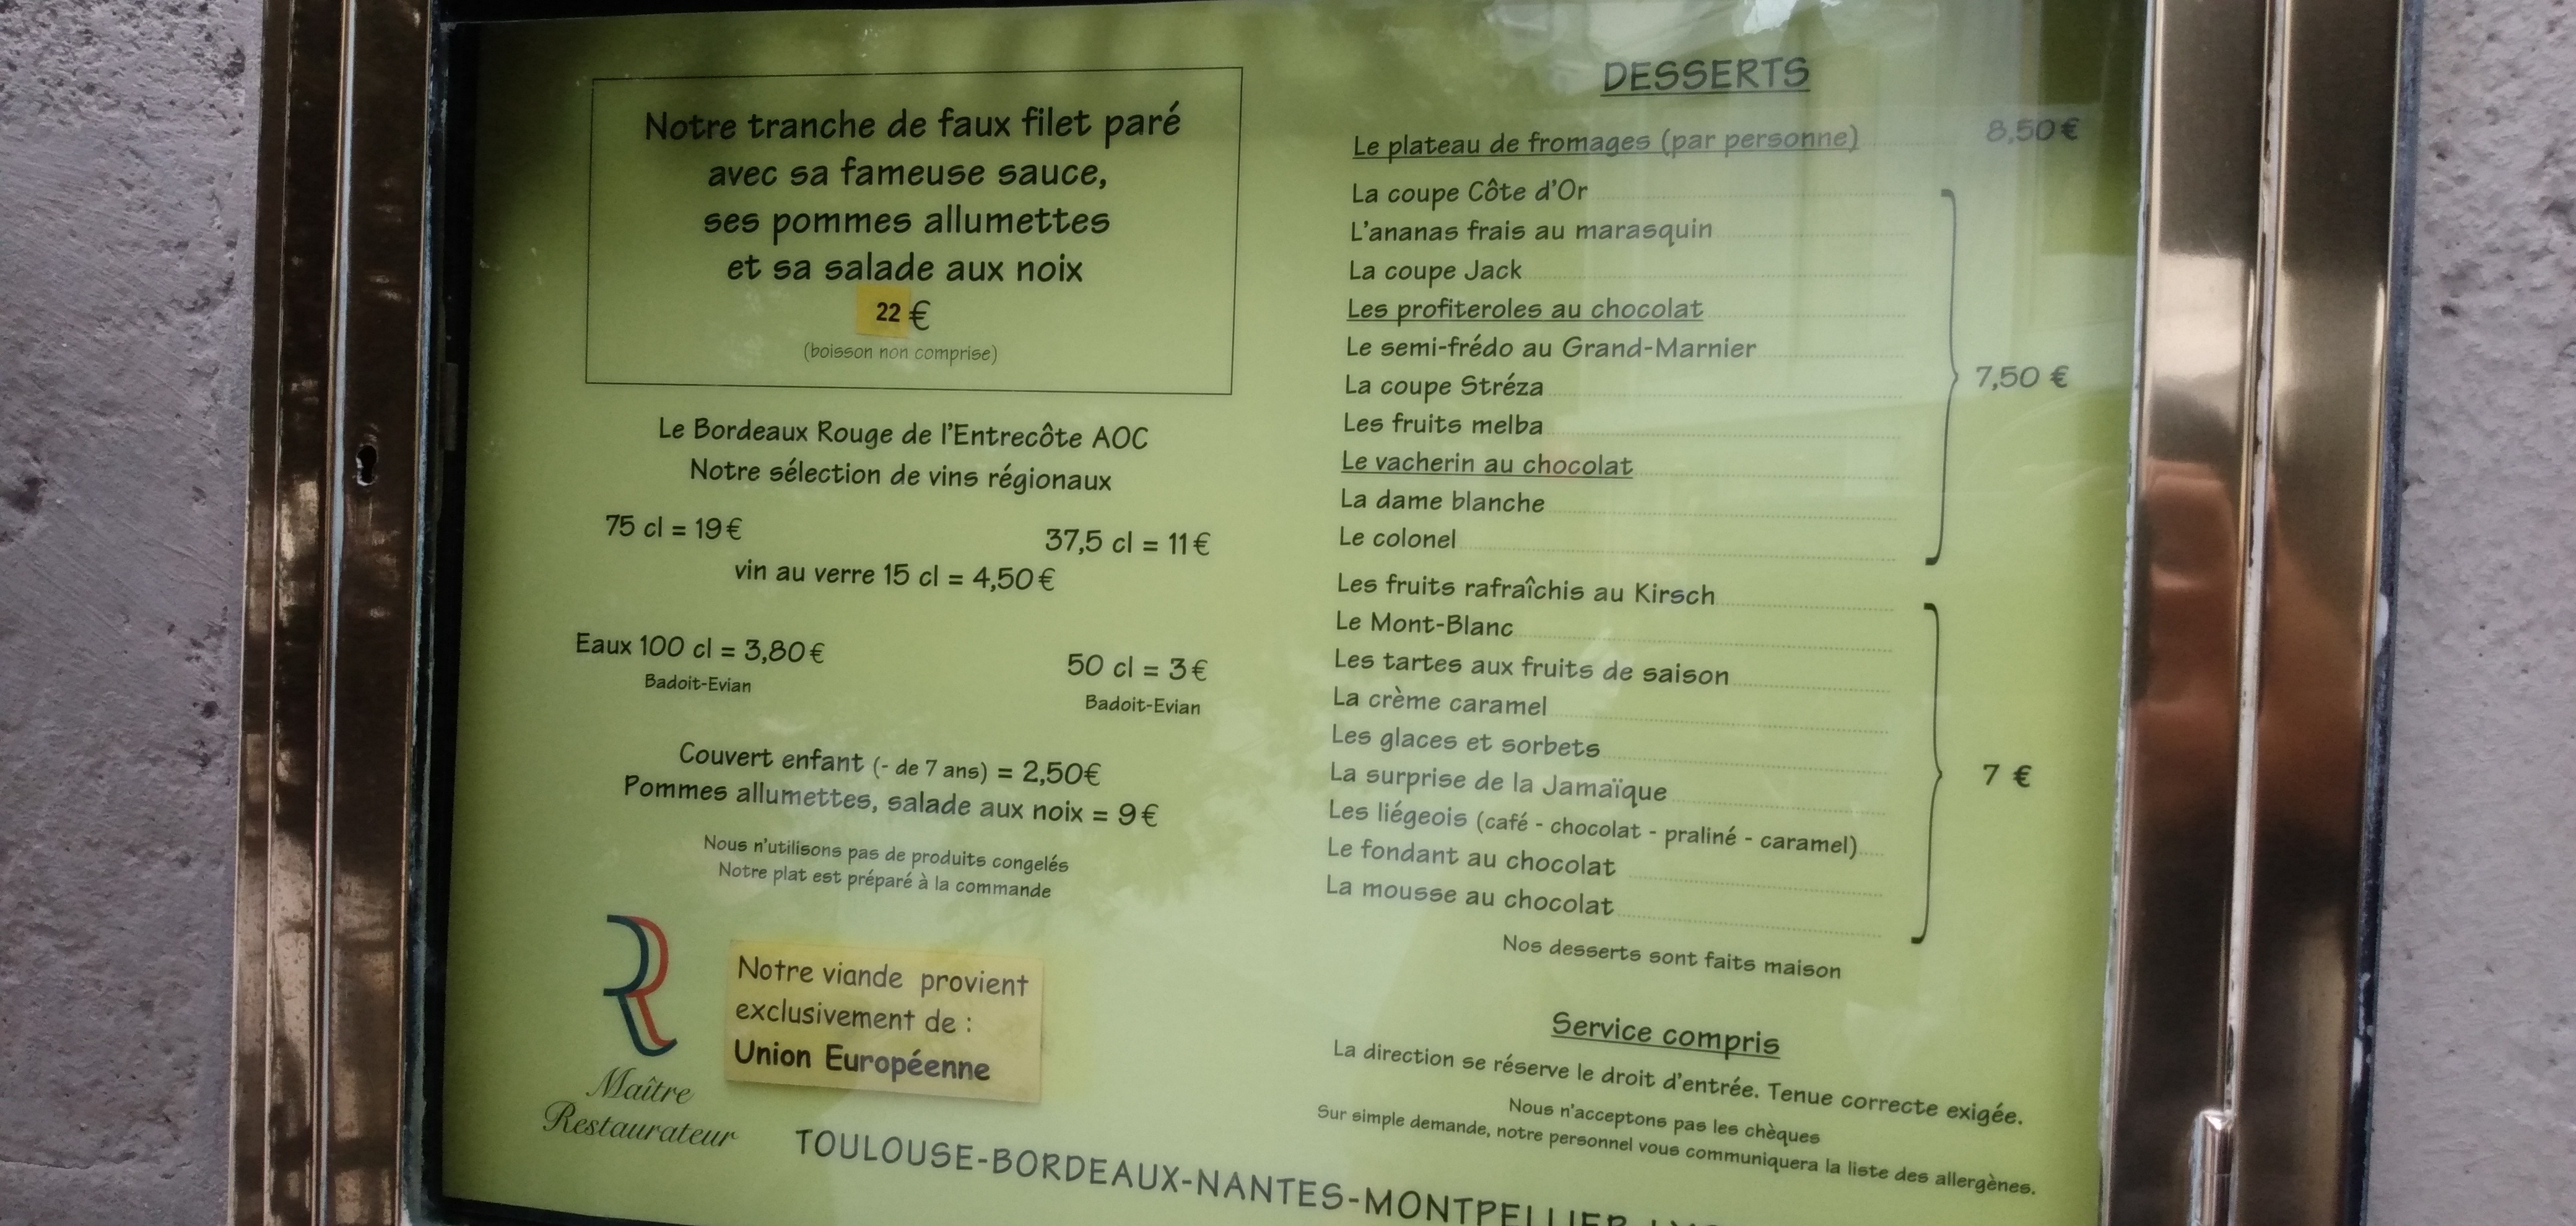 Notre tranche de faux filet paré
avec sa fameuse sauce,
ses pommes allumettes
et sa salade aux noix
22 €
(boisson non comprise)
Le Bordeaux Rouge de l'Entrecôte AOC
Notre sélection de vins régionaux
75 cl = 19 €
37,5 cl = 11 €
vin au verre 15 cl = 4,50 €
Eaux 100 cl = 3,80 €
Badoit-Evian
50 cl = 3 €
Badoit-Evian
Couvert enfant (- de 7 ans) = 2,50€
Pommes allumettes, salade aux noix = 9 €
Nous n'utilisons pas de produits congelés
Notre plat est préparé à la commande
R
Maître
Restaurateur
Notre viande provient
exclusivement de :
Union Européenne
DESSERTS
Le plateau de fromages (par personne) 8,50 €
La coupe Côte d'Or
L'ananas frais au marasquin
La coupe Jack
Les profiteroles au chocolat
Le semi-frédo au Grand-Marnier
La coupe Stréza
7,50 €
Les fruits melba
Le vacherin au chocolat
La dame blanche
Le colonel
Les fruits rafraîchis au Kirsch
Le Mont-Blanc
Les tartes aux fruits de saison
La crème caramel
Les glaces et sorbets
La surprise de la Jamaïque
7 €
Les liégeois (café - chocolat - praliné - caramel)
Le fondant au chocolat
La mousse au chocolat
Nos desserts sont faits maison
Service compris
La direction se réserve le droit d'entrée. Tenue correcte exigée.
Nous n'acceptons pas les chèques
Sur simple demande, notre personnel vous communiquera la liste des allergènes.
TOULOUSE-BORDEAUX-NANTES-MONTPELLIER